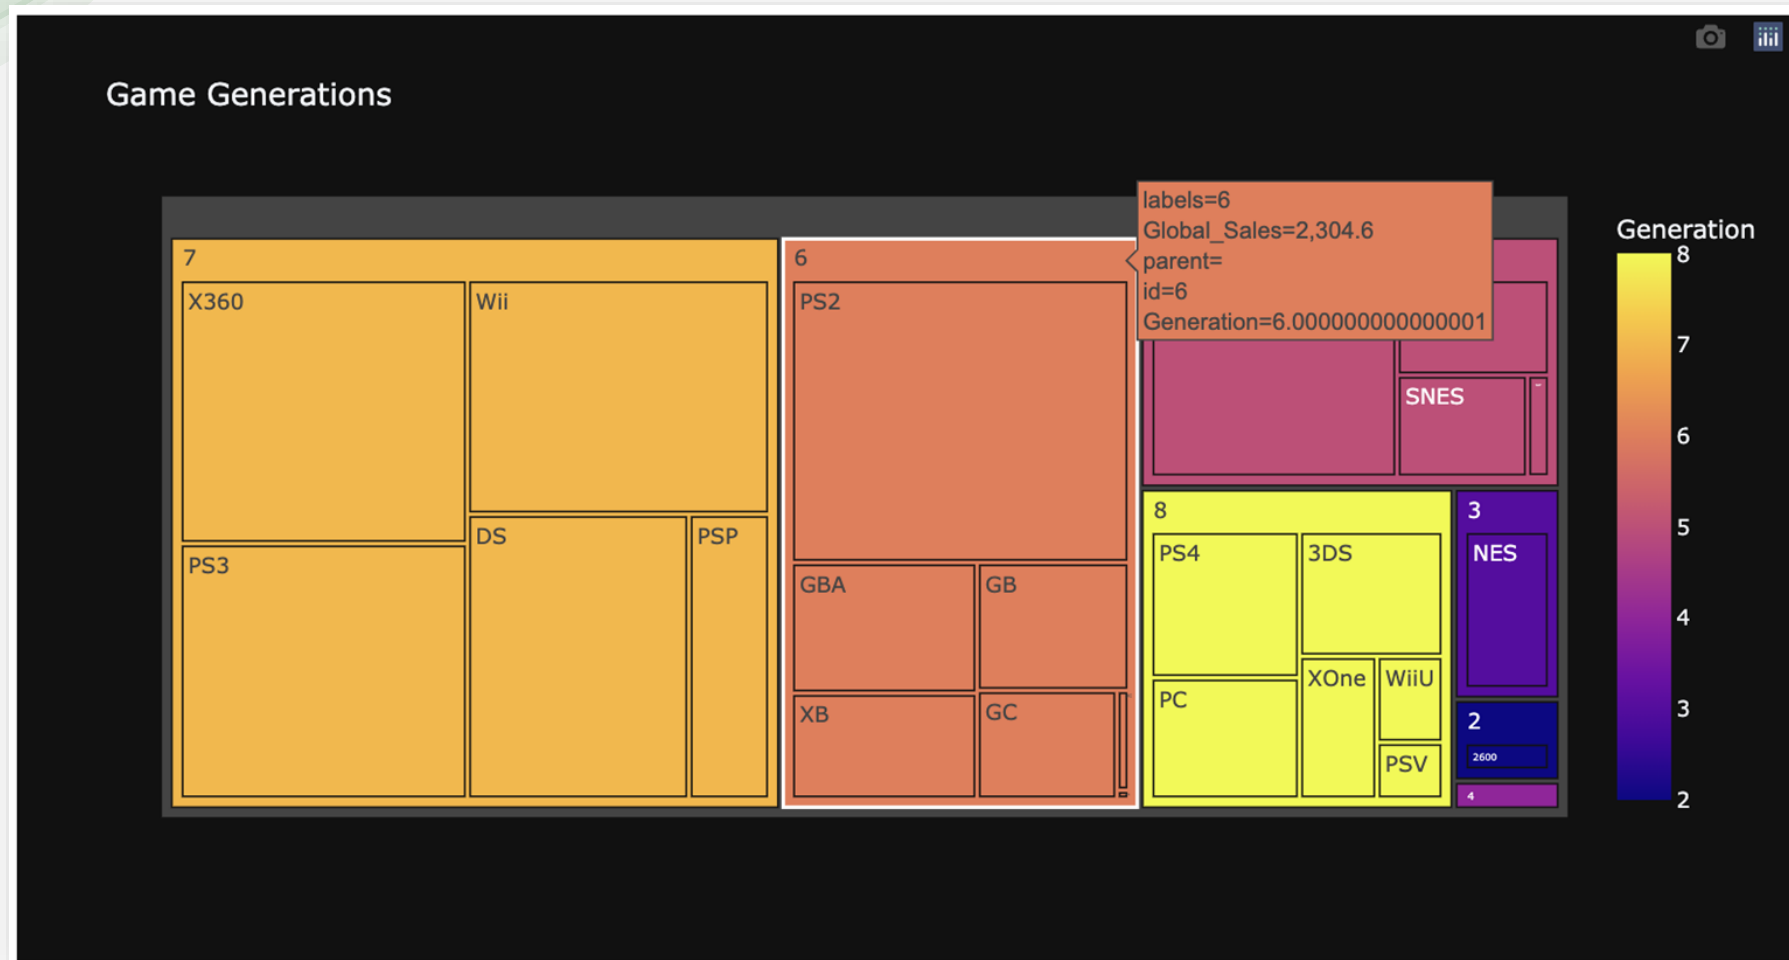 Game Generations
labels=6
Global_Sales=2,304.6
parent=
id=6
Generation=6.000000000000001
7
X360
Wii
PS3
DS
PSP
6
PS2
GBA
GB
XB
GC
SNES
8
PS4
3DS
PC
XOne
WiiU
PSV
3
NES
2
2600
4
Generation
8
7
6
5
4
3
2